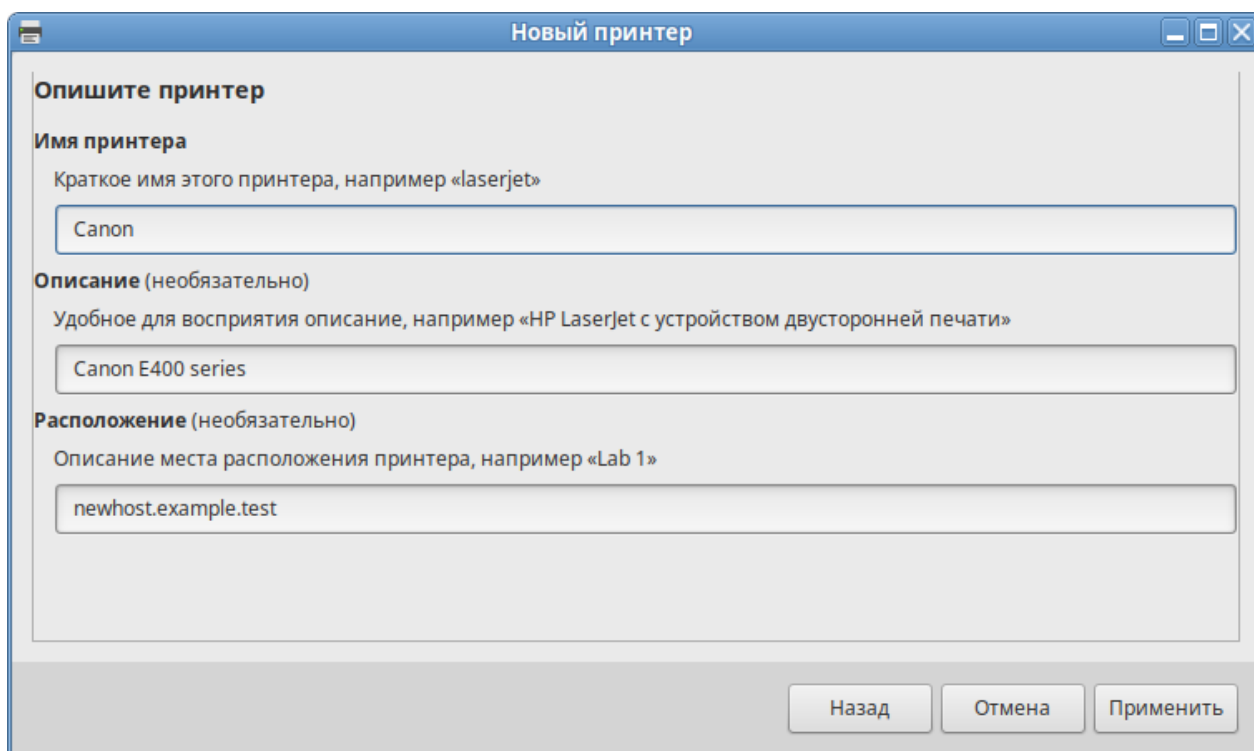 Новый принтер
Опишите принтер
Имя принтера
Краткое имя этого принтера, например «laserjet»
Canon
Описание (необязательно)
Удобное для восприятия описание, например «HP LaserJet с устройством двусторонней печати»
Canon E400 series
Расположение (необязательно)
Описание места расположения принтера, например «Lab 1»
newhost.example.test
Назад Отмена Применить